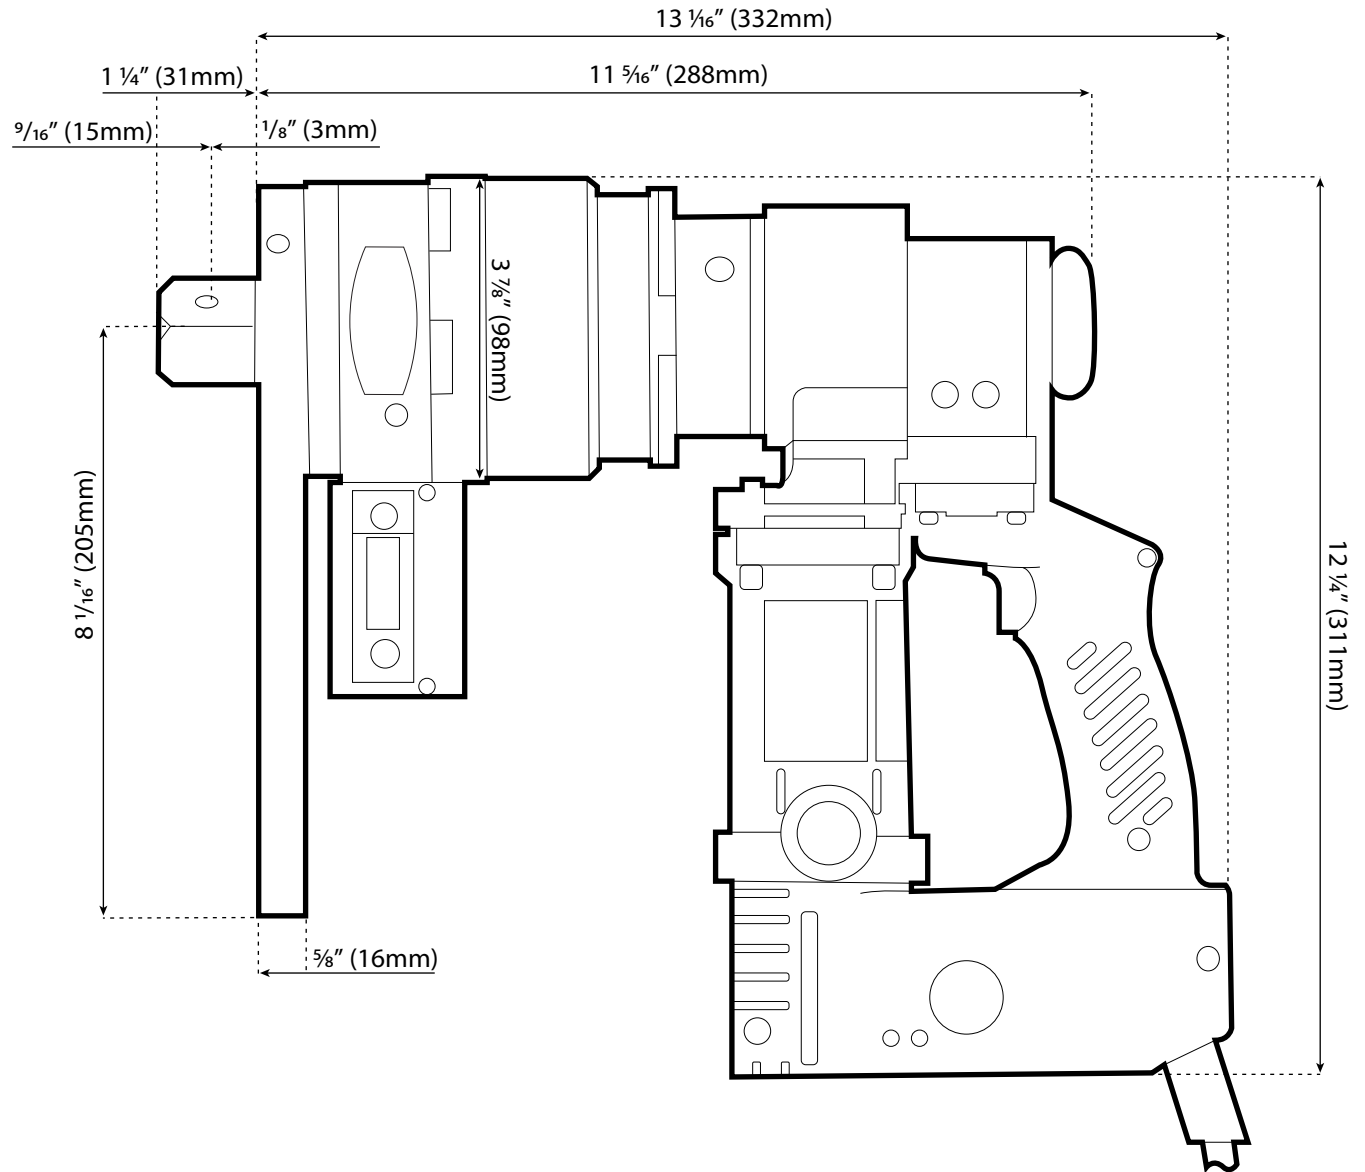 13 1⁄16” (332mm)
1 ¼” (31mm)
11 5⁄16” (288mm)
9/16” (15mm)
1/8” (3mm)
3 ⅞” (98mm)
8 1/16” (205mm)
12 ¼” (311mm)
⅝” (16mm)